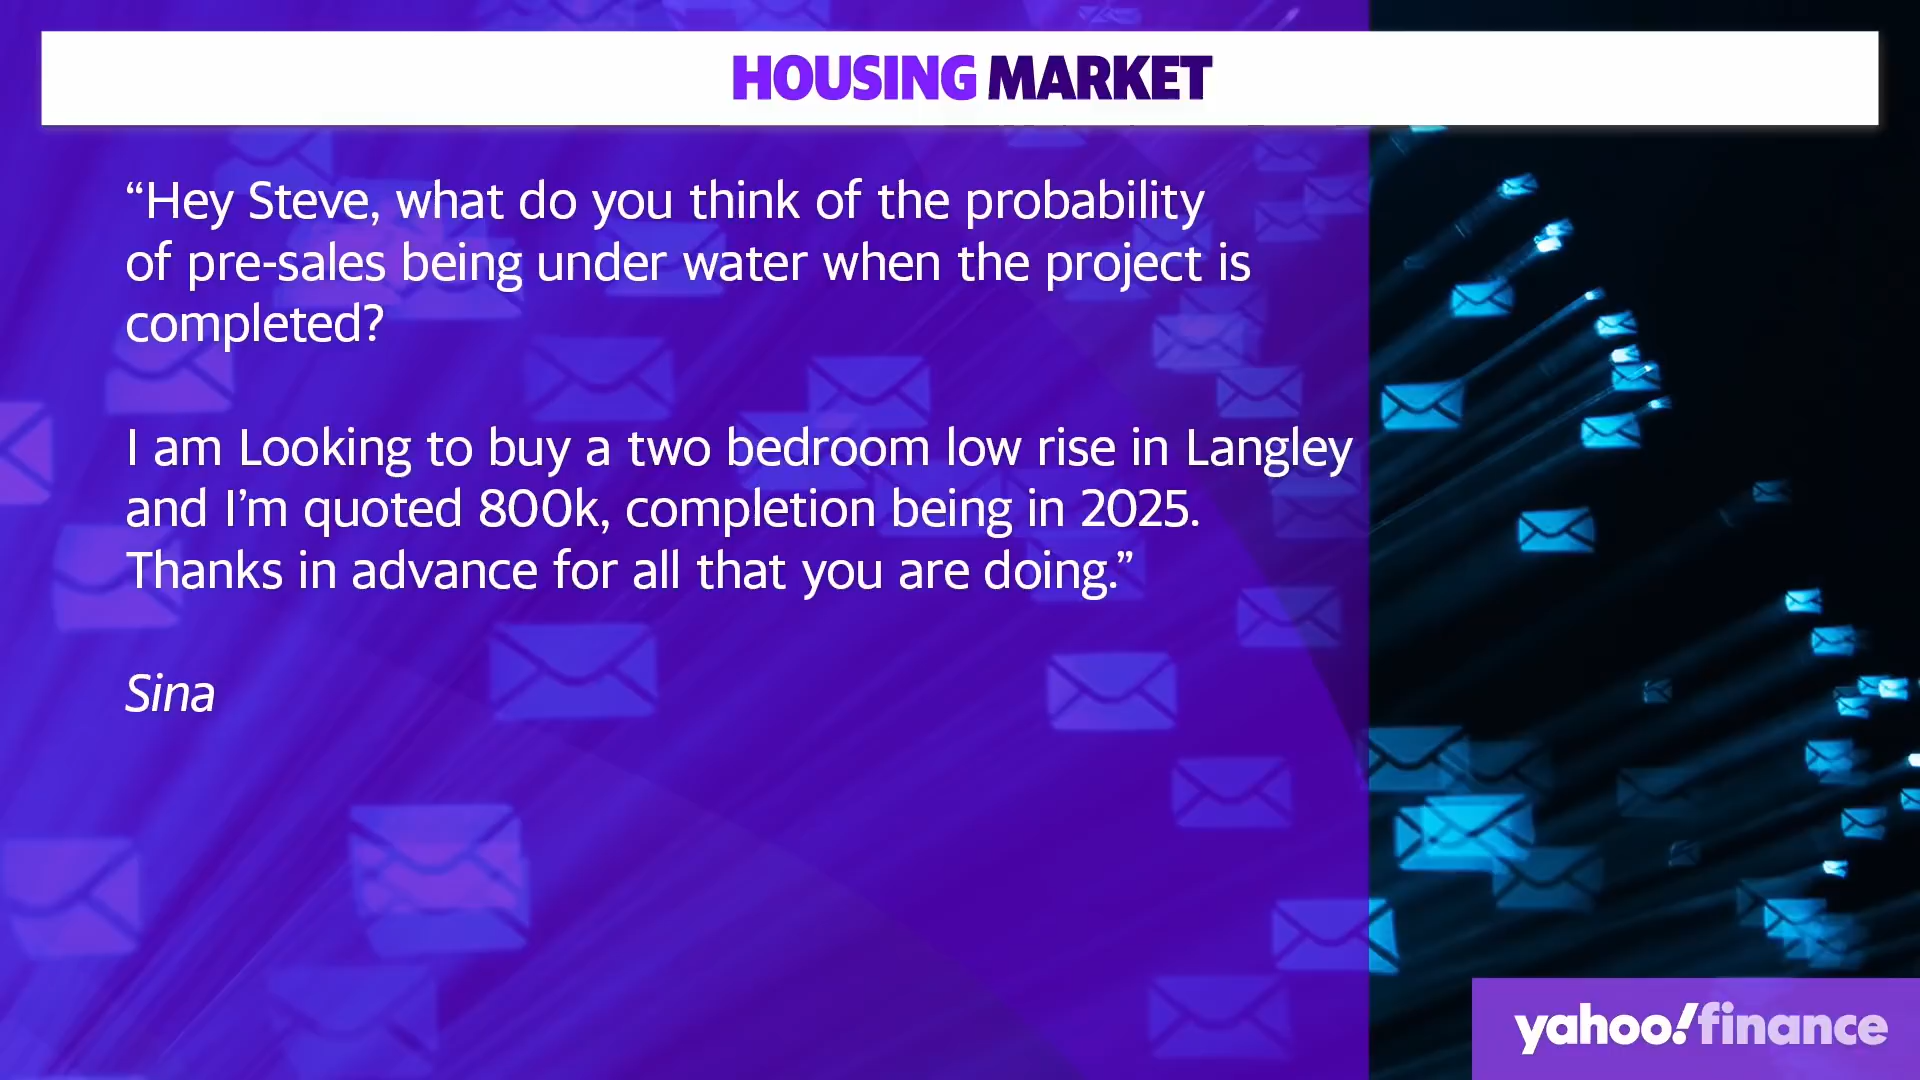 HOUSING MARKET
“Hey Steve, what do you think of the probability
of pre-sales being under water when the project is
completed?
I am Looking to buy a two bedroom low rise in Langley
and I’m quoted 800k, completion being in 2025.
Thanks in advance for all that you are doing.”
Sina
yahoo!finance